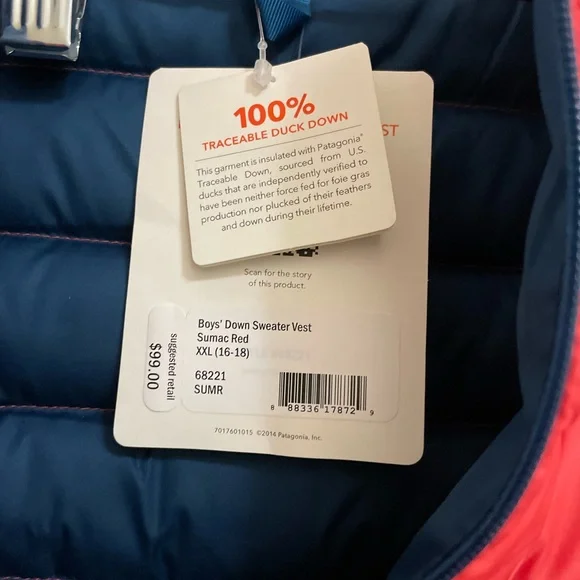 100%
TRACEABLE DUCK DOWN
This garment is insulated with Patagonia®
Traceable Down, sourced from U.S.
ducks that are independently verified to
have been neither force fed for foie gras
production nor plucked of their feathers
and down during their lifetime.
ST
Scan for the story
of this product.
suggested retail
$99.00
Boys' Down Sweater Vest
Sumac Red
XXL (16-18)
68221
SUMR
8 88336 17872 9
7017601015 ©2014 Patagonia, Inc.